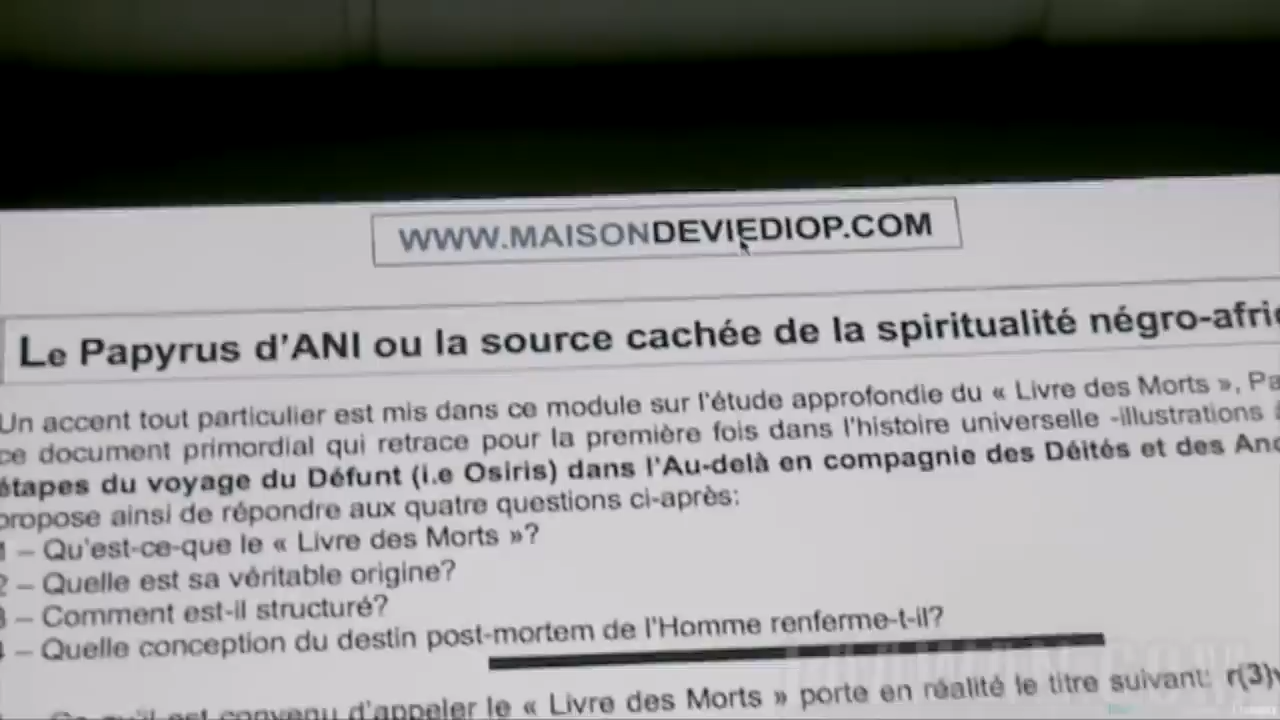 WWW.MAISONDEVIEDIOP.COM
Le Papyrus d'ANI ou la source cachée de la spiritualité
Un accent tout particulier est mis dans ce module sur l'étude approfondie du « Livre des Morts »,
ce document primordial qui retrace pour la première fois dans l'histoire universelle -illustrations
étapes du voyage du Défunt (i.e Osiris) dans l'Au-delà en compagnie des Déités et des
propose ainsi de répondre aux quatre questions ci-après:
1 – Qu'est-ce-que le « Livre des Morts »?
2 – Quelle est sa véritable origine?
3 – Comment est-il structuré?
4 – Quelle conception du destin post-mortem de l'Homme renferme-t-il?
est convenu d'appeler le « Livre des Morts » porte en réalité le titre suivant: